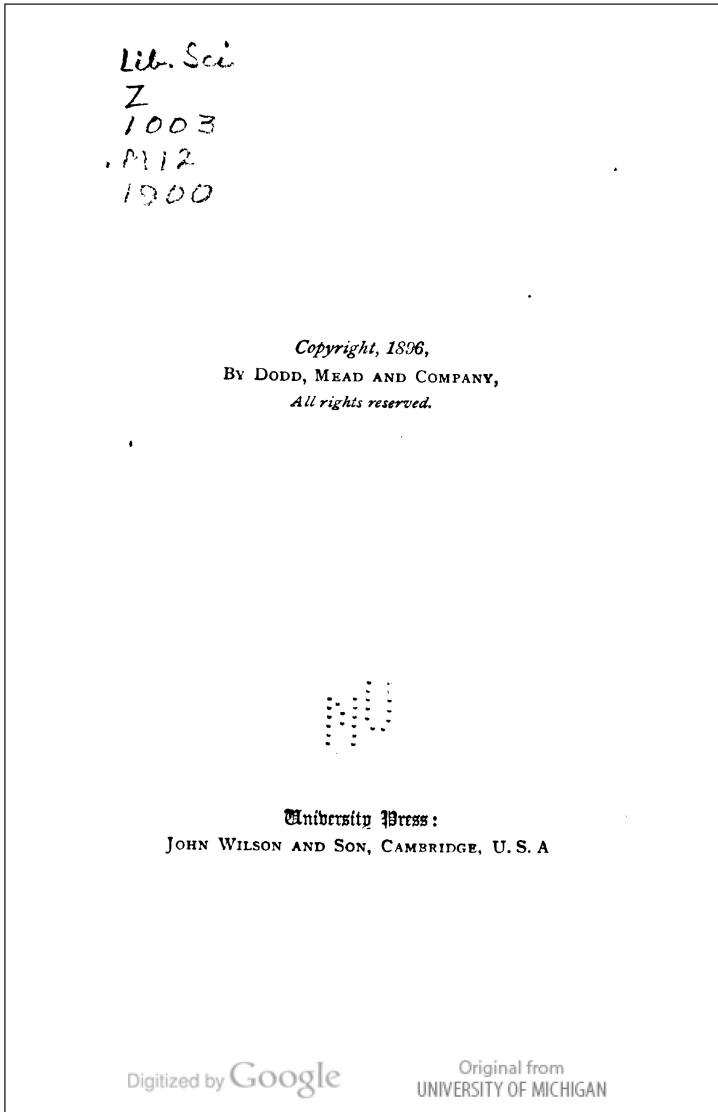 Lib. Sci
Z
1003
.M12
1900
Copyright, 1896,
BY DODD, MEAD AND COMPANY,
All rights reserved.
University Press:
JOHN WILSON AND SON, CAMBRIDGE, U. S. A
Digitized by Google
Original from
UNIVERSITY OF MICHIGAN